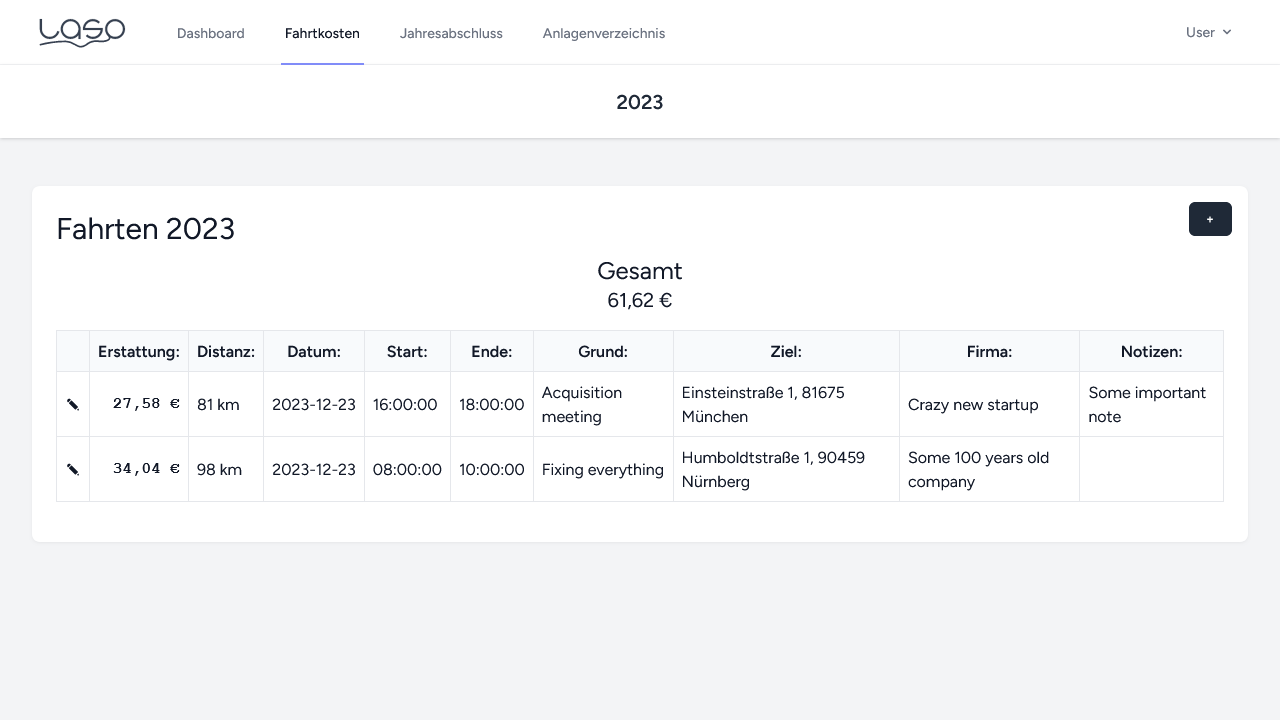 Laso
Dashboard Fahrtkosten Jahresabschluss Anlagenverzeichnis User
2023
Fahrten 2023
+
Gesamt
61,62 €
Erstattung: Distanz: Datum: Start: Ende: Grund: Ziel: Firma: Notizen:
27,58 € 81 km 2023-12-23 16:00:00 18:00:00 Acquisition meeting Einsteinstraße 1, 81675 München Crazy new startup Some important note
34,04 € 98 km 2023-12-23 08:00:00 10:00:00 Fixing everything Humboldtstraße 1, 90459 Nürnberg Some 100 years old company